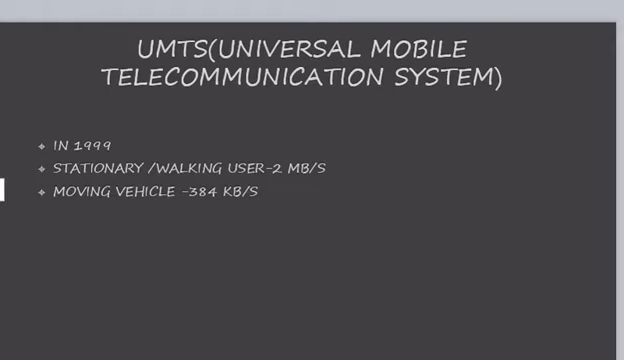 UMTS(UNIVERSAL MOBILE
TELECOMMUNICATION SYSTEM)
IN 1999
STATIONARY /WALKING USER-2 MB/S
MOVING VEHICLE -384 KB/S